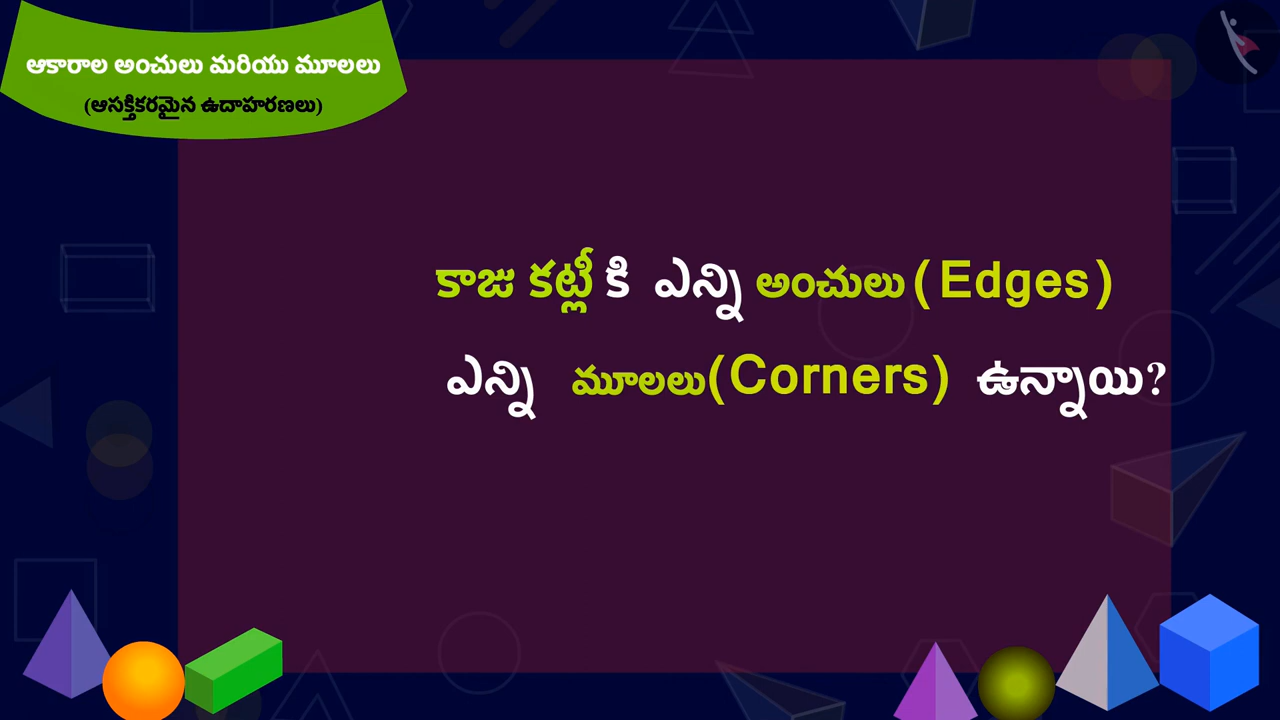 ఆకారాల అంచులు మరియు మూలలు
(ఆసక్తికరమైన ఉదాహరణలు)
కాజు కట్లీ కి ఎన్ని అంచులు (Edges)
ఎన్ని మూలలు(Corners) ఉన్నాయి?